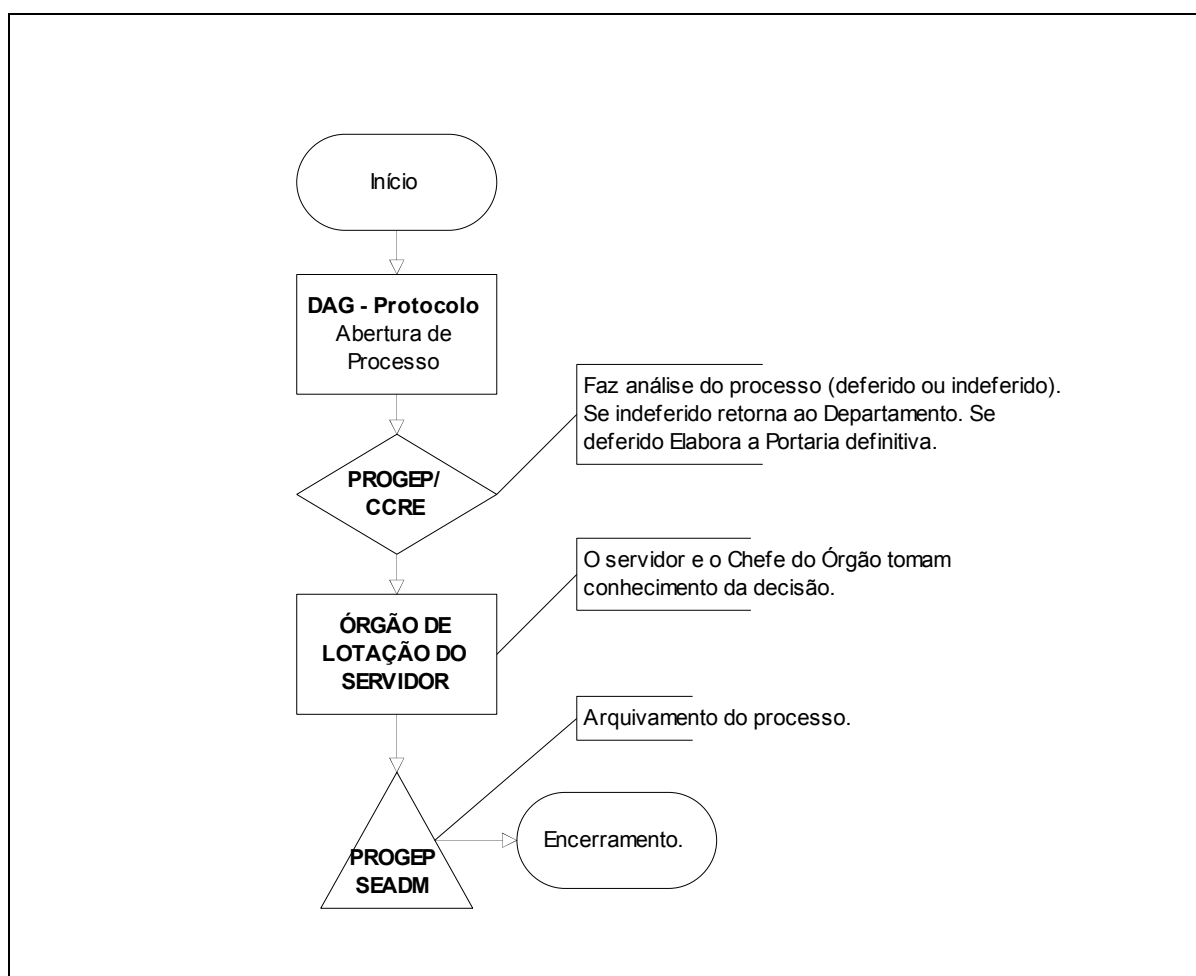 Início
DAG - Protocolo
Abertura de
Processo
Faz análise do processo (deferido ou indeferido).
Se indeferido retorna ao Departamento. Se
deferido Elabora a Portaria definitiva.
PROGEP/
CCRE
O servidor e o Chefe do Órgão tomam
conhecimento da decisão.
ÓRGÃO DE
LOTAÇÃO DO
SERVIDOR
Arquivamento do processo.
PROGEP
SEADM
Encerramento.